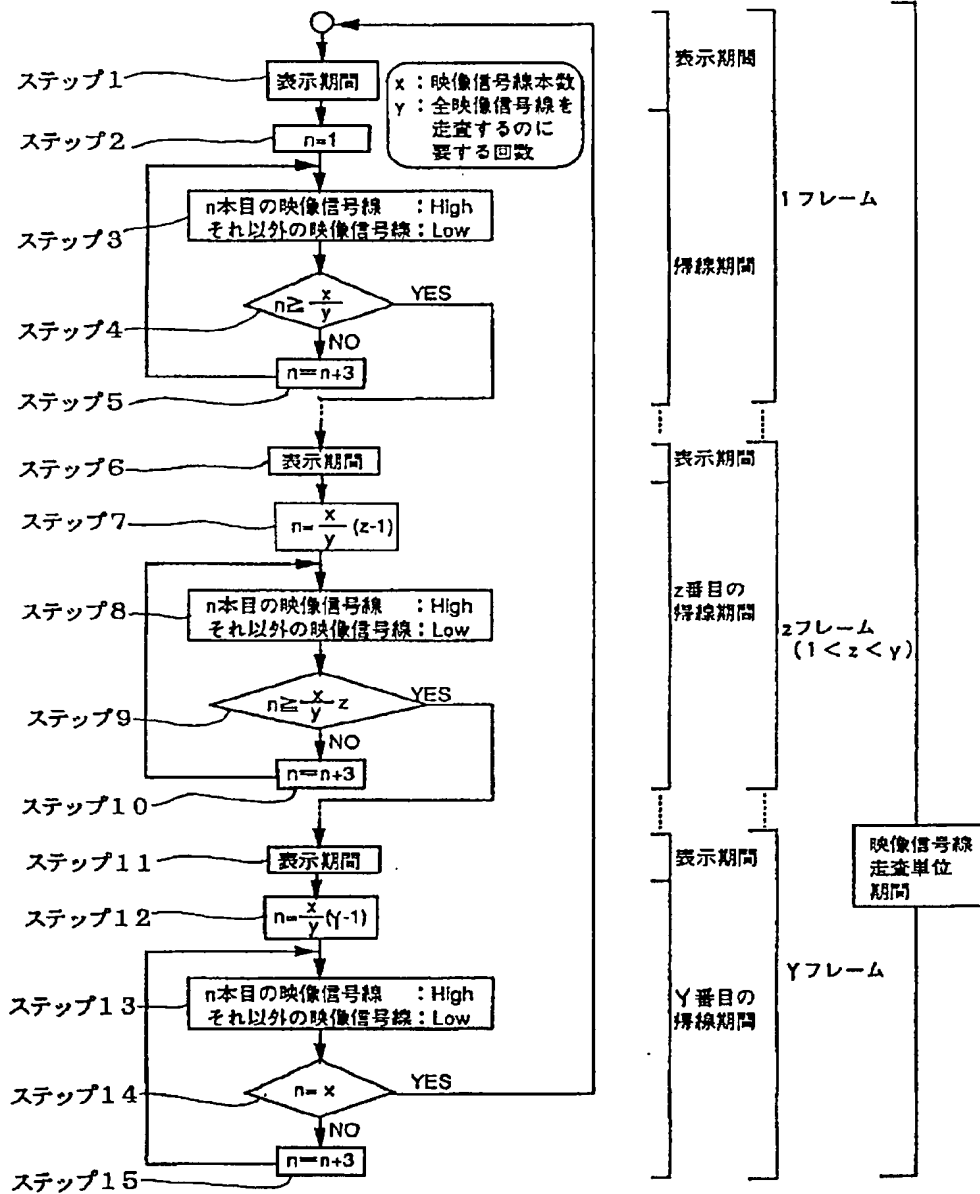 ステップ1
表示期間
x：映像信号線本数
y：全映像信号線を
走査するのに
要する回数
ステップ2
n=1
ステップ3
n本目の映像信号線　：High
それ以外の映像信号線：Low
ステップ4
n≧x/y
YES
NO
ステップ5
n=n+3
ステップ6
表示期間
ステップ7
n=x/y (z-1)
ステップ8
n本目の映像信号線　：High
それ以外の映像信号線：Low
ステップ9
n≧x/y z
YES
NO
ステップ10
n=n+3
ステップ11
表示期間
ステップ12
n=x/y(Y-1)
ステップ13
n本目の映像信号線　：High
それ以外の映像信号線：Low
ステップ14
n=x
YES
NO
ステップ15
n=n+3
表示期間
帰線期間
1フレーム
表示期間
z番目の
帰線期間
zフレーム
(1<z<y)
表示期間
Y番目の
帰線期間
Yフレーム
映像信号線
走査単位
期間